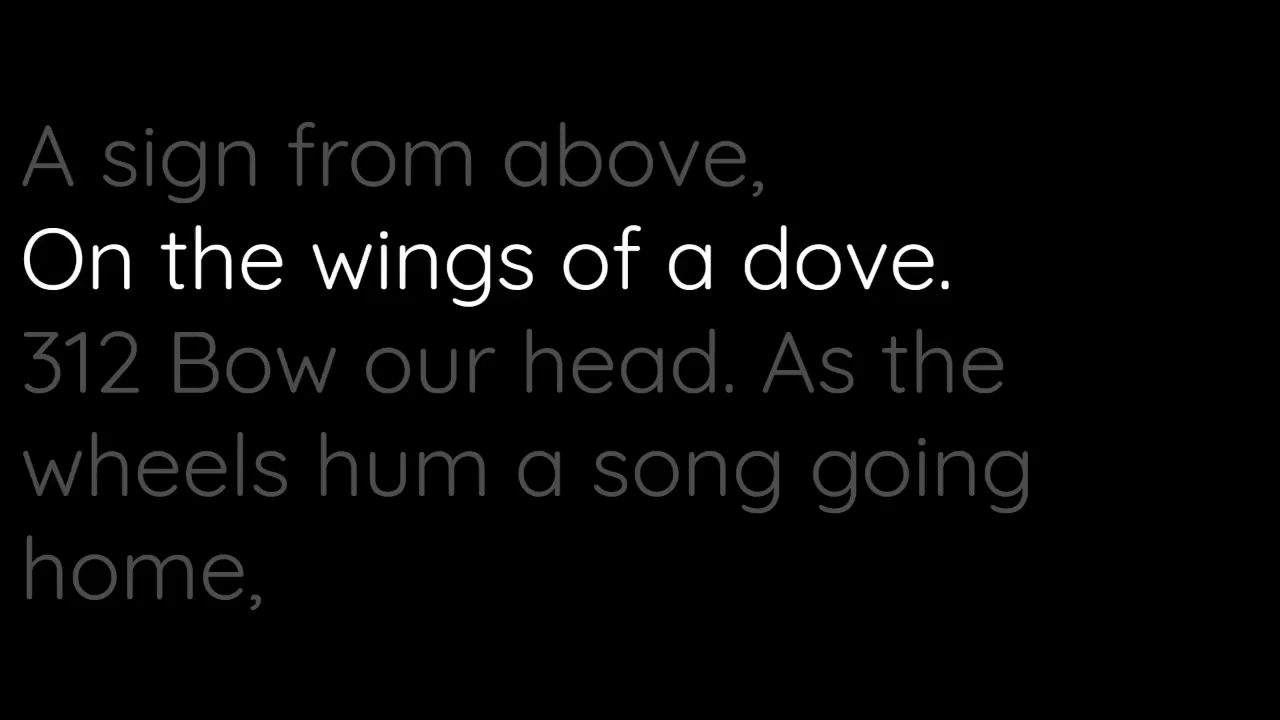 A sign from above,
On the wings of a dove.
312 Bow our head. As the
wheels hum a song going
home,